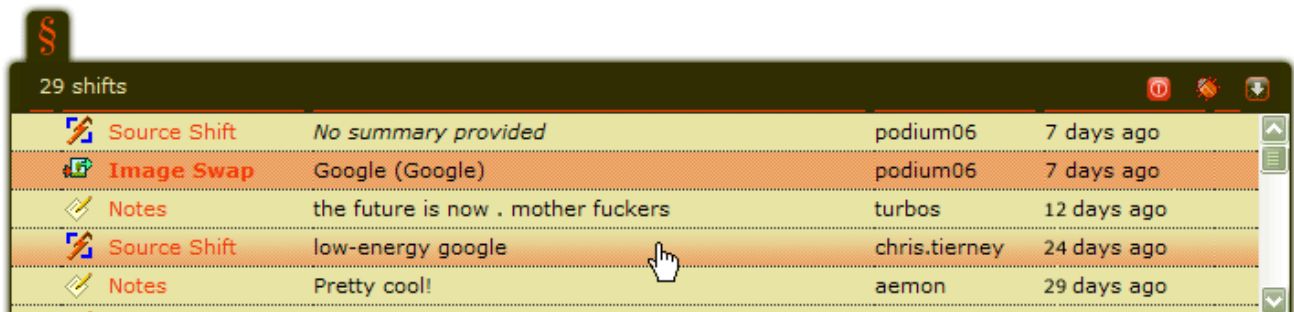 §
29 shifts
Source Shift No summary provided podium06 7 days ago
Image Swap Google (Google) podium06 7 days ago
Notes the future is now . mother fuckers turbos 12 days ago
Source Shift low-energy google chris.tierney 24 days ago
Notes Pretty cool! aemon 29 days ago